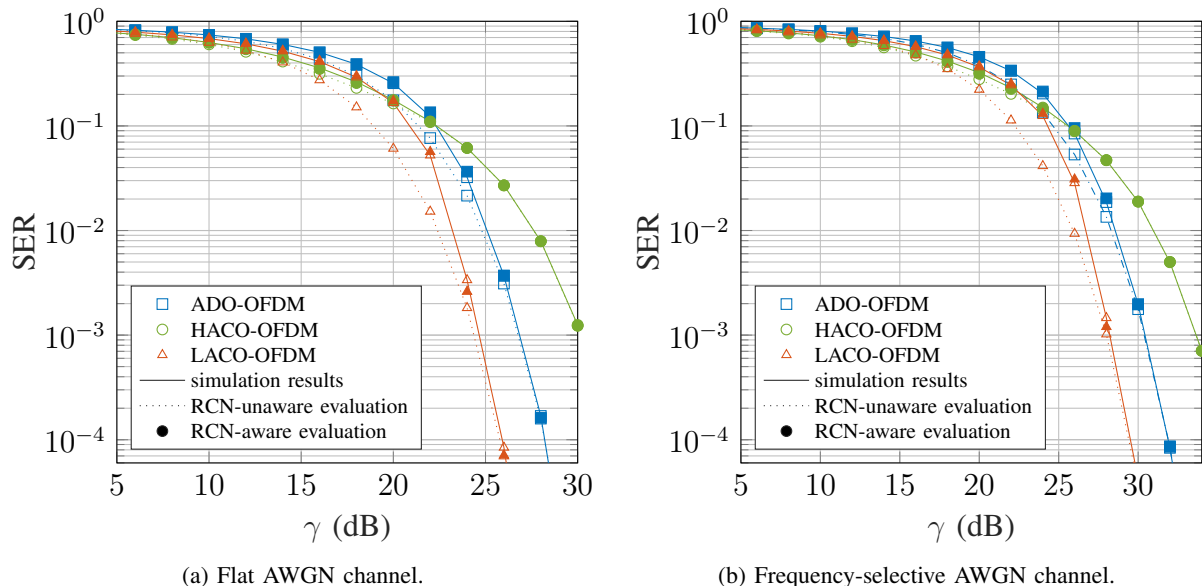 10^0
10^{-1}
10^{-2}
10^{-3}
10^{-4}
SER
ADO-OFDM
HACO-OFDM
LACO-OFDM
simulation results
RCN-unaware evaluation
RCN-aware evaluation
5 10 15 20 25 30
γ (dB)
(a) Flat AWGN channel.
10^0
10^{-1}
10^{-2}
10^{-3}
10^{-4}
SER
ADO-OFDM
HACO-OFDM
LACO-OFDM
simulation results
RCN-unaware evaluation
RCN-aware evaluation
5 10 15 20 25 30
γ (dB)
(b) Frequency-selective AWGN channel.